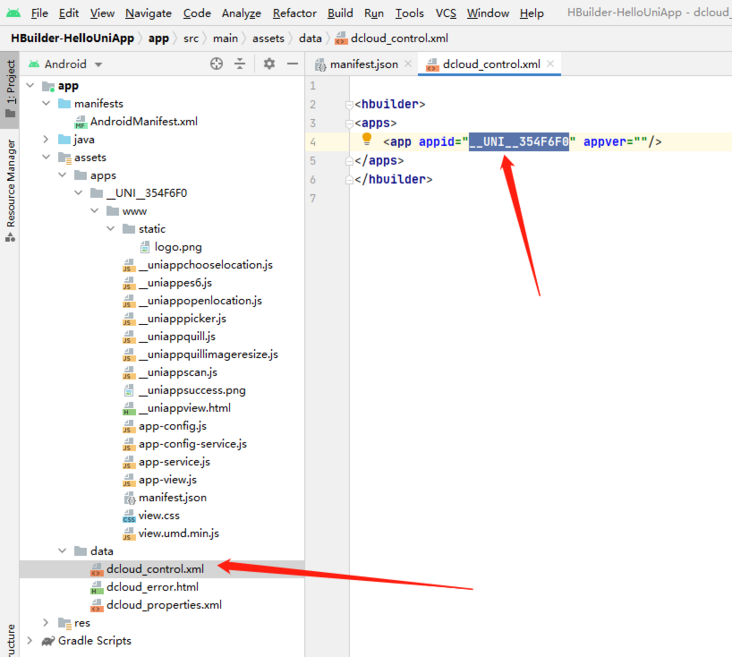 File Edit View Navigate Code Analyze Refactor Build Run Tools VCS Window Help HBuilder-HelloUniApp - dcloud_
HBuilder-HelloUniApp app src main assets data dcloud_control.xml
1: Project
Resource Manager
ucture
Android
app
manifests
AndroidManifest.xml
java
assets
apps
__UNI__354F6F0
www
static
logo.png
__uniappchooselocation.js
__uniappes6.js
__uniappopenlocation.js
__uniapppicker.js
__uniappquill.js
__uniappquillimageresize.js
__uniappscan.js
__uniappsuccess.png
__uniappview.html
app-config.js
app-config-service.js
app-service.js
app-view.js
manifest.json
view.css
view.umd.min.js
data
dcloud_control.xml
dcloud_error.html
dcloud_properties.xml
res
Gradle Scripts
manifest.json dcloud_control.xml
1
2 <hbuilder>
3 <apps>
4 <app appid="__UNI__354F6F0" appver=""/>
5 </apps>
6 </hbuilder>
7